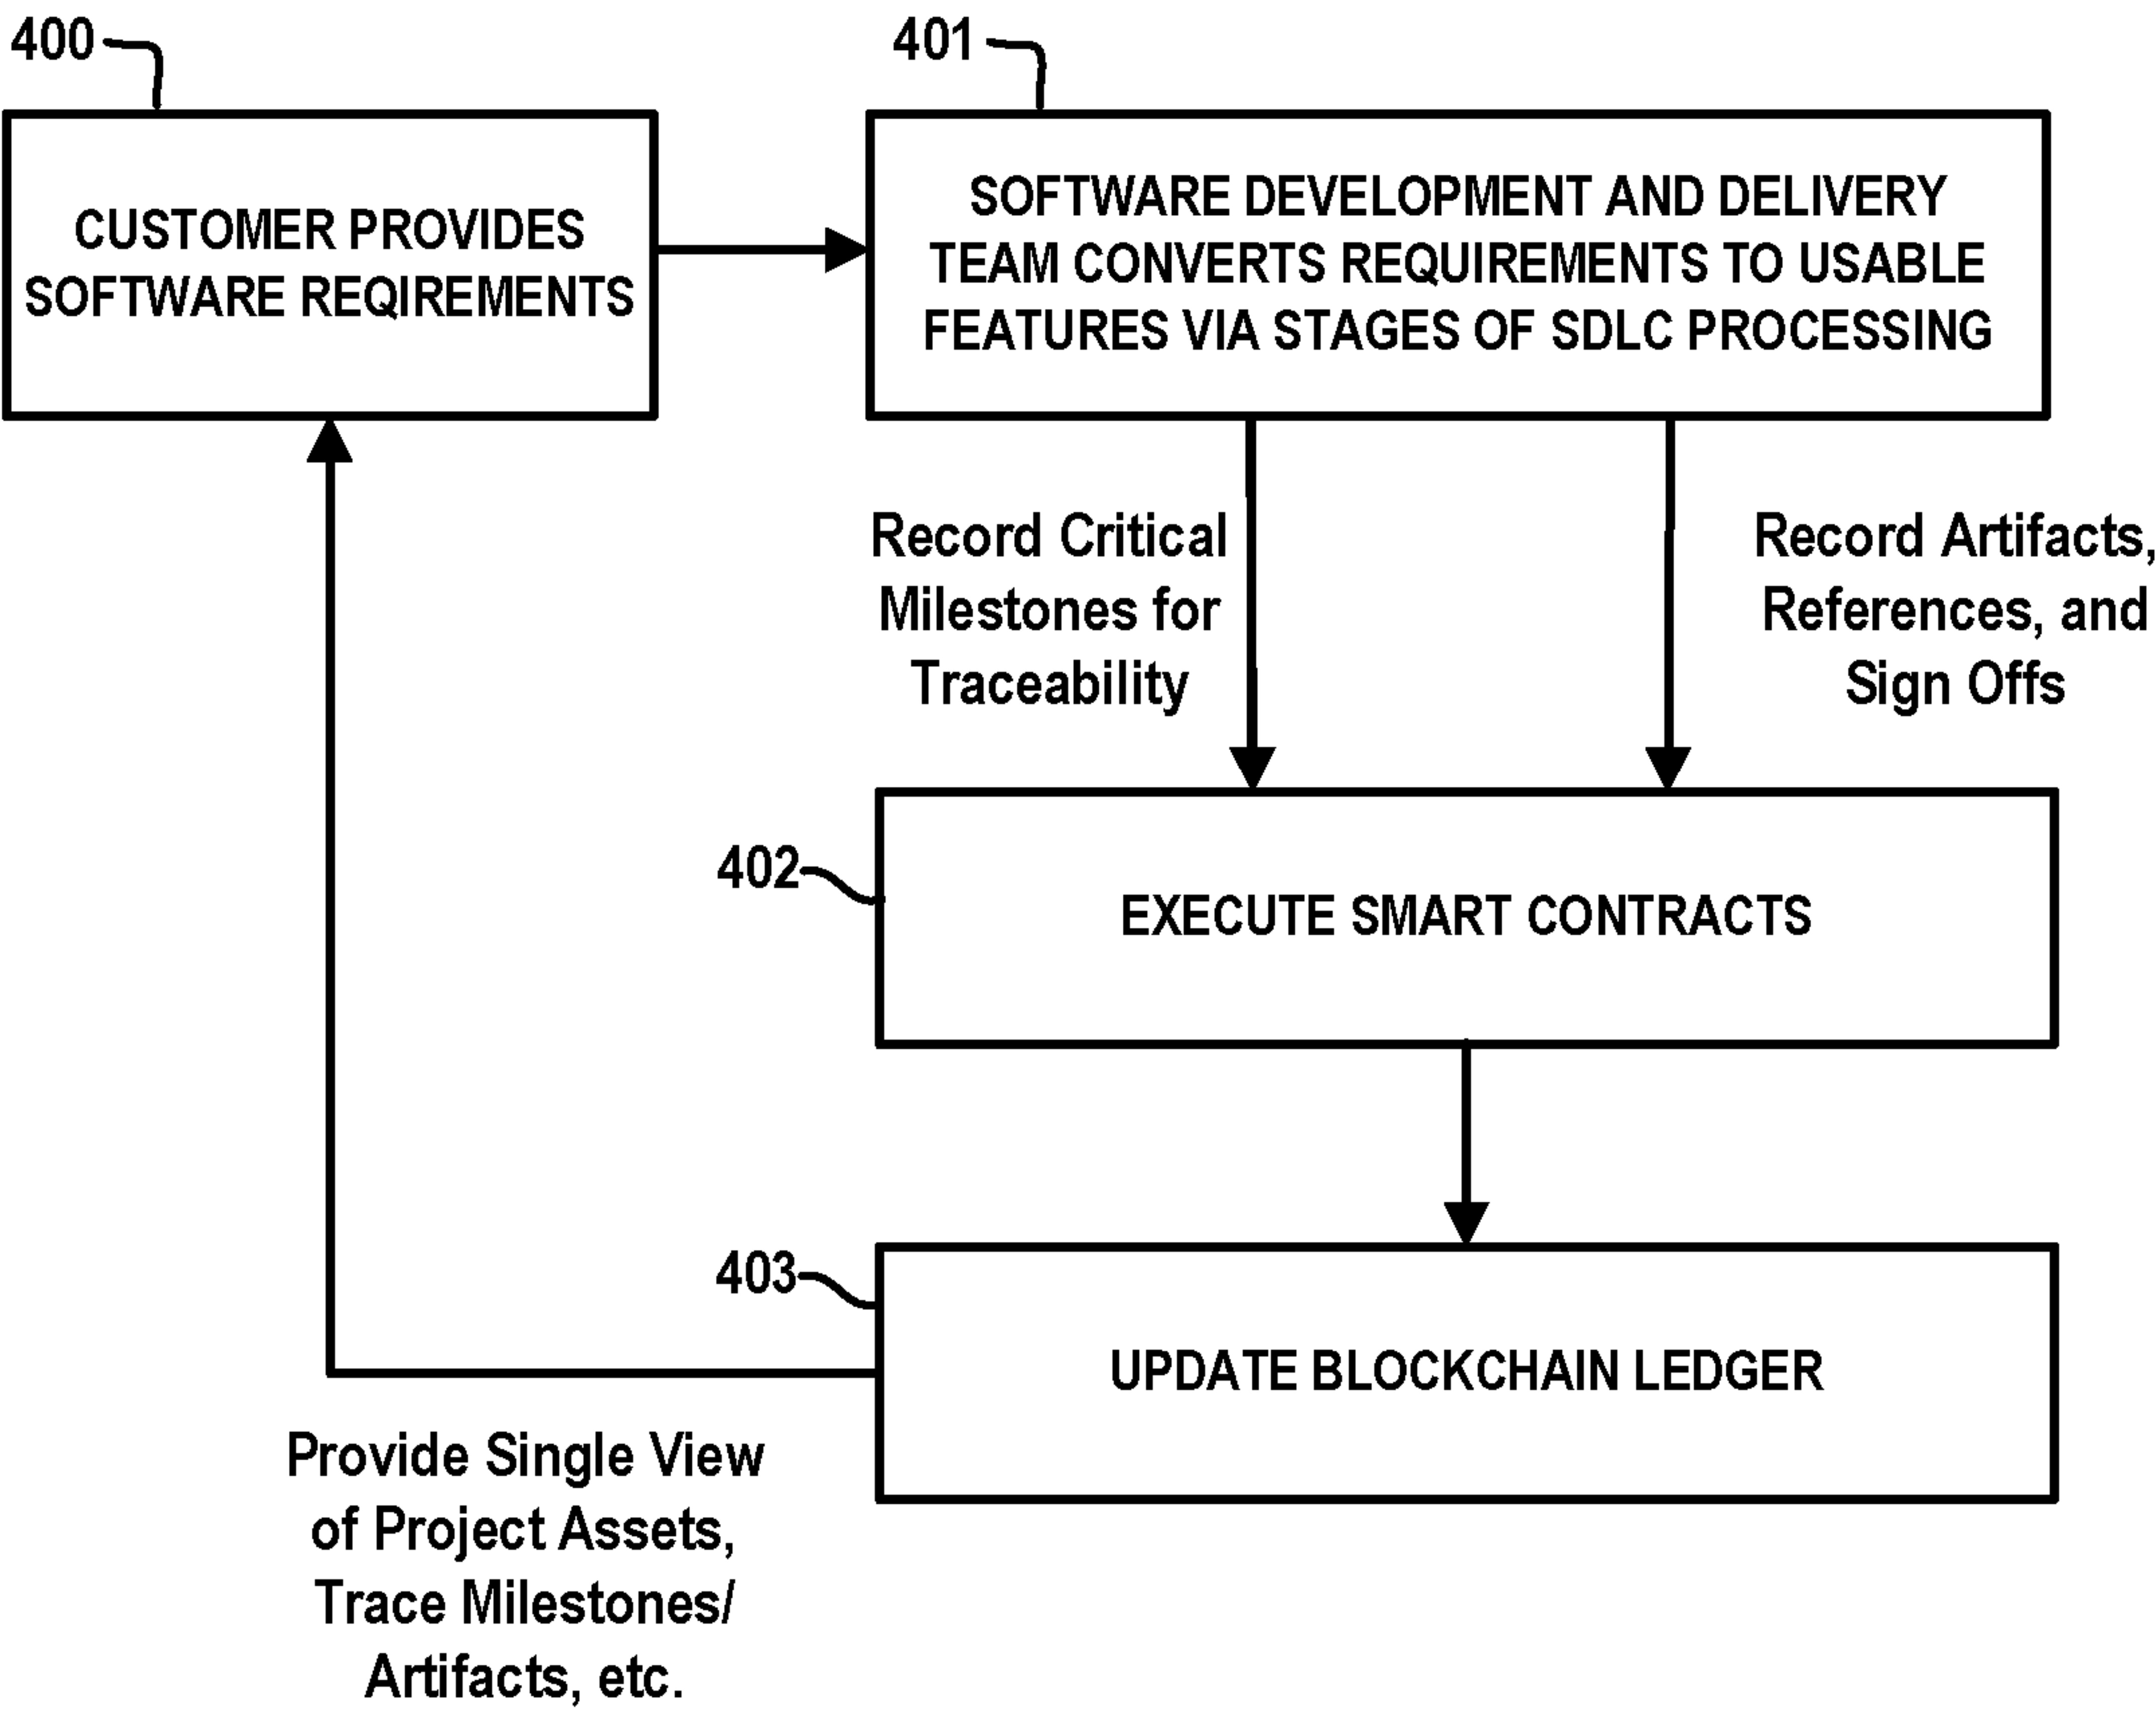 400
401
CUSTOMER PROVIDES
SOFTWARE REQIREMENTS
SOFTWARE DEVELOPMENT AND DELIVERY
TEAM CONVERTS REQUIREMENTS TO USABLE
FEATURES VIA STAGES OF SDLC PROCESSING
Record Critical
Milestones for
Traceability
Record Artifacts,
References, and
Sign Offs
402
EXECUTE SMART CONTRACTS
403
UPDATE BLOCKCHAIN LEDGER
Provide Single View
of Project Assets,
Trace Milestones/
Artifacts, etc.